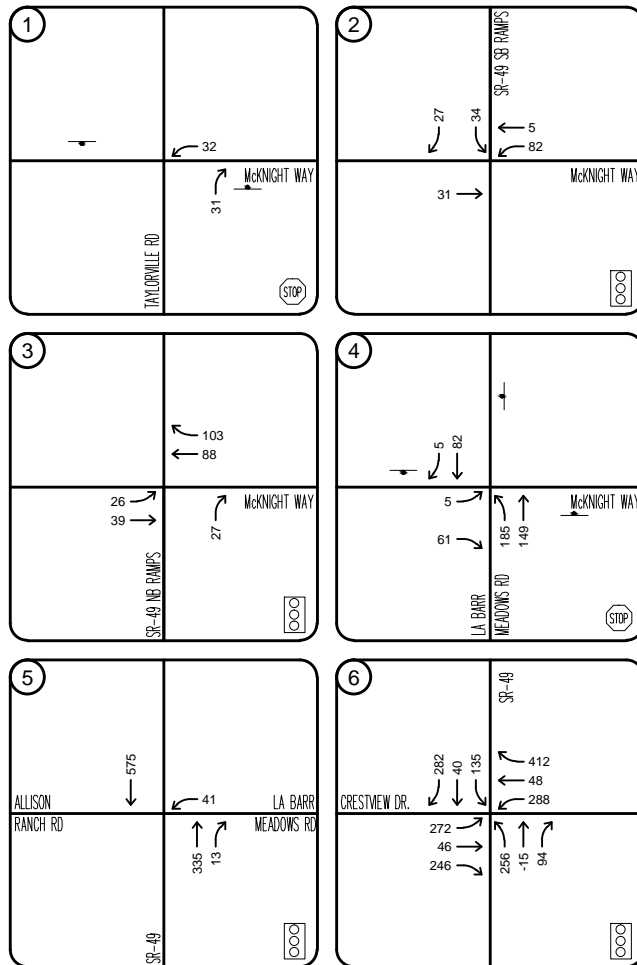 1
32
McKNIGHT WAY
31
TAYLORVILLE RD
STOP
2
SR-49 SB RAMPS
27
34
5
82
McKNIGHT WAY
31
3
103
88
26
39
McKNIGHT WAY
27
SR-49 NB RAMPS
4
5
82
5
McKNIGHT WAY
61
185
149
LA BARR
MEADOWS RD
STOP
5
575
41
ALLISON
RANCH RD
LA BARR
MEADOWS RD
335
13
SR-49
6
SR-49
282
40
135
412
48
288
CRESTVIEW DR.
272
46
246
256
-15
94